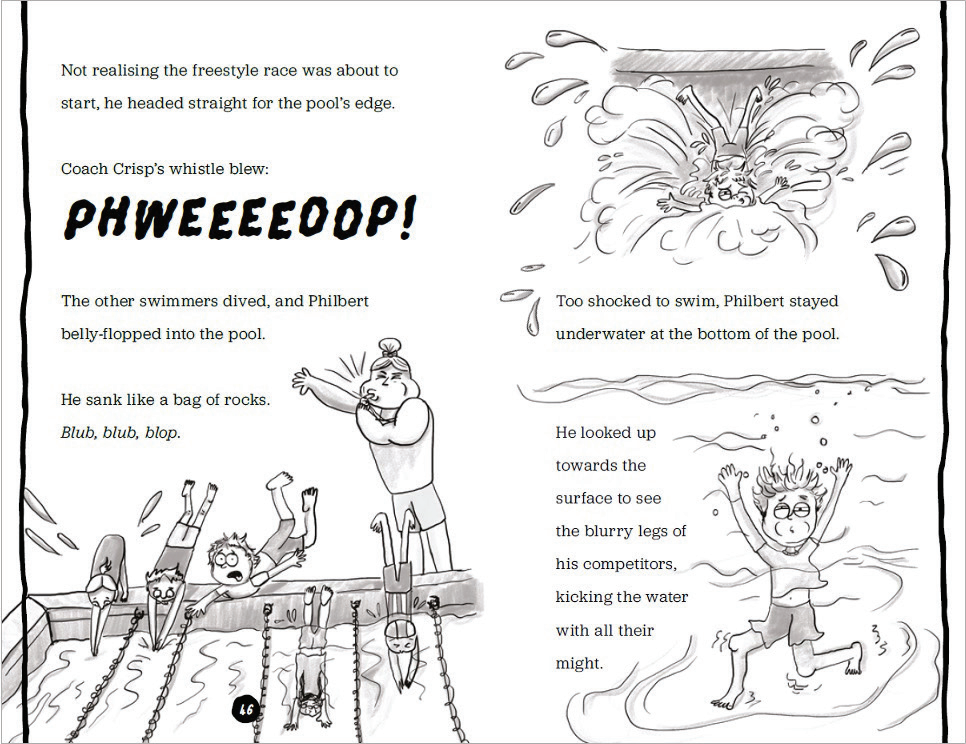 Not realising the freestyle race was about to
start, he headed straight for the pool's edge.
Coach Crisp's whistle blew:
PHWEEEEOOP!
The other swimmers dived, and Philbert
belly-flopped into the pool.
He sank like a bag of rocks.
Blub, blub, blop.
46
Too shocked to swim, Philbert stayed
underwater at the bottom of the pool.
He looked up
towards the
surface to see
the blurry legs of
his competitors,
kicking the water
with all their
might.